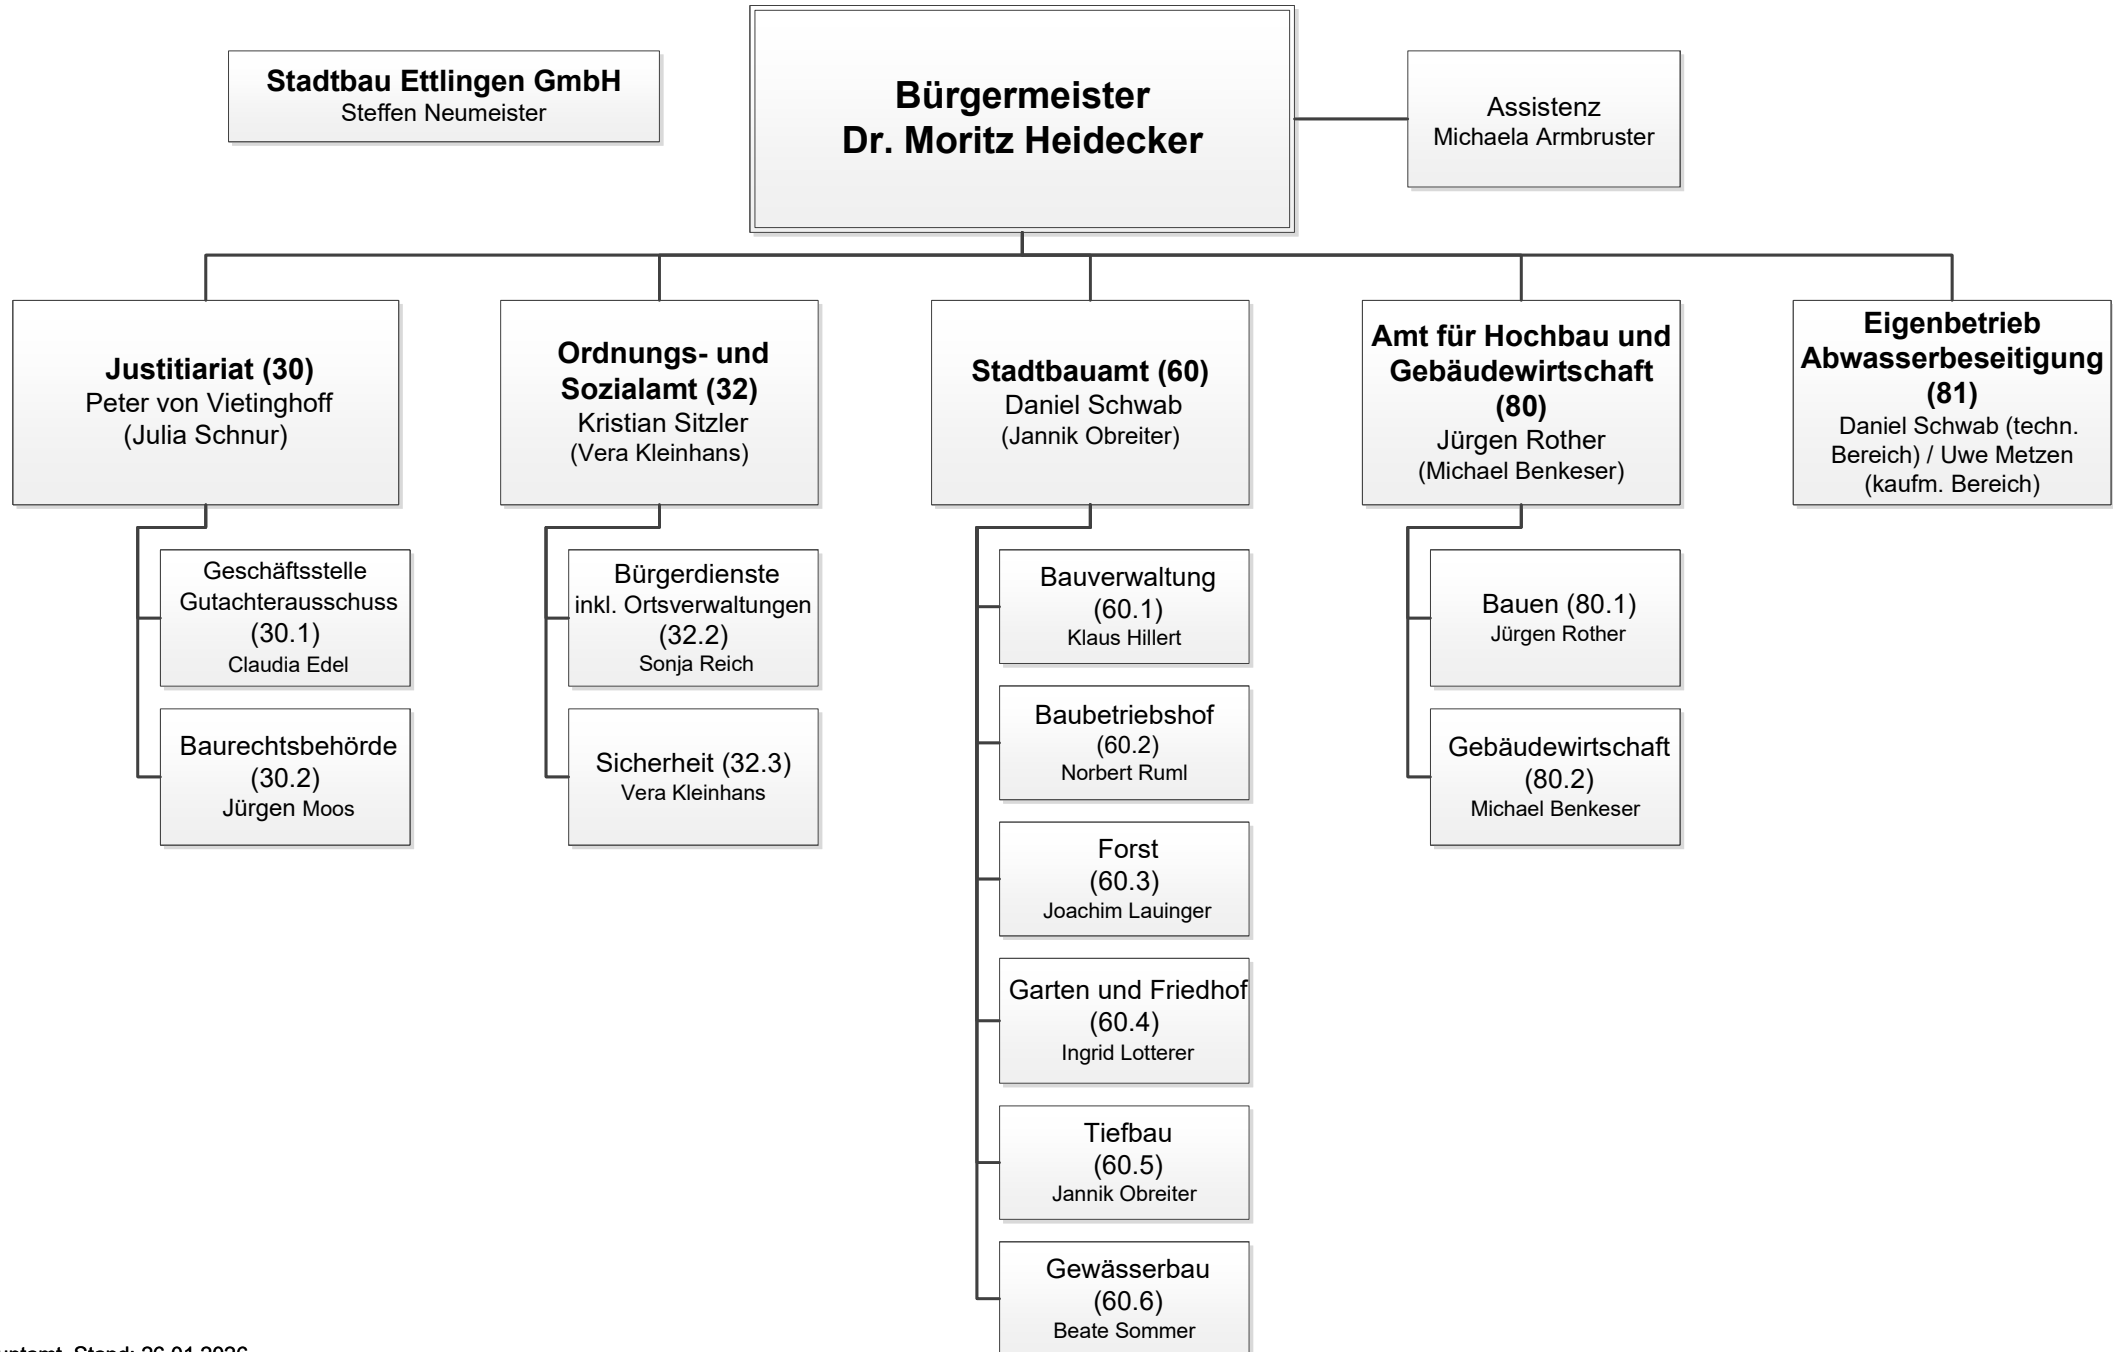 Stadtbau Ettlingen GmbH
Steffen Neumeister
Bürgermeister
Dr. Moritz Heidecker
Assistenz
Michaela Armbruster
Justitiariat (30)
Peter von Vietinghoff
(Julia Schnur)
Ordnungs- und
Sozialamt (32)
Kristian Sitzler
(Vera Kleinhans)
Stadtbauamt (60)
Daniel Schwab
(Jannik Obreiter)
Amt für Hochbau und
Gebäudewirtschaft
(80)
Jürgen Rother
(Michael Benkeser)
Eigenbetrieb
Abwasserbeseitigung
(81)
Daniel Schwab (techn.
Bereich) / Uwe Metzen
(kaufm. Bereich)
Geschäftsstelle
Gutachterausschuss
(30.1)
Claudia Edel
Baurechtsbehörde
(30.2)
Jürgen Moos
Bürgerdienste
inkl. Ortsverwaltungen
(32.2)
Sonja Reich
Sicherheit (32.3)
Vera Kleinhans
Bauverwaltung
(60.1)
Klaus Hillert
Baubetriebshof
(60.2)
Norbert Ruml
Forst
(60.3)
Joachim Lauinger
Garten und Friedhof
(60.4)
Ingrid Lotterer
Tiefbau
(60.5)
Jannik Obreiter
Gewässerbau
(60.6)
Beate Sommer
Bauen (80.1)
Jürgen Rother
Gebäudewirtschaft
(80.2)
Michael Benkeser
Stand: 26.01.2026